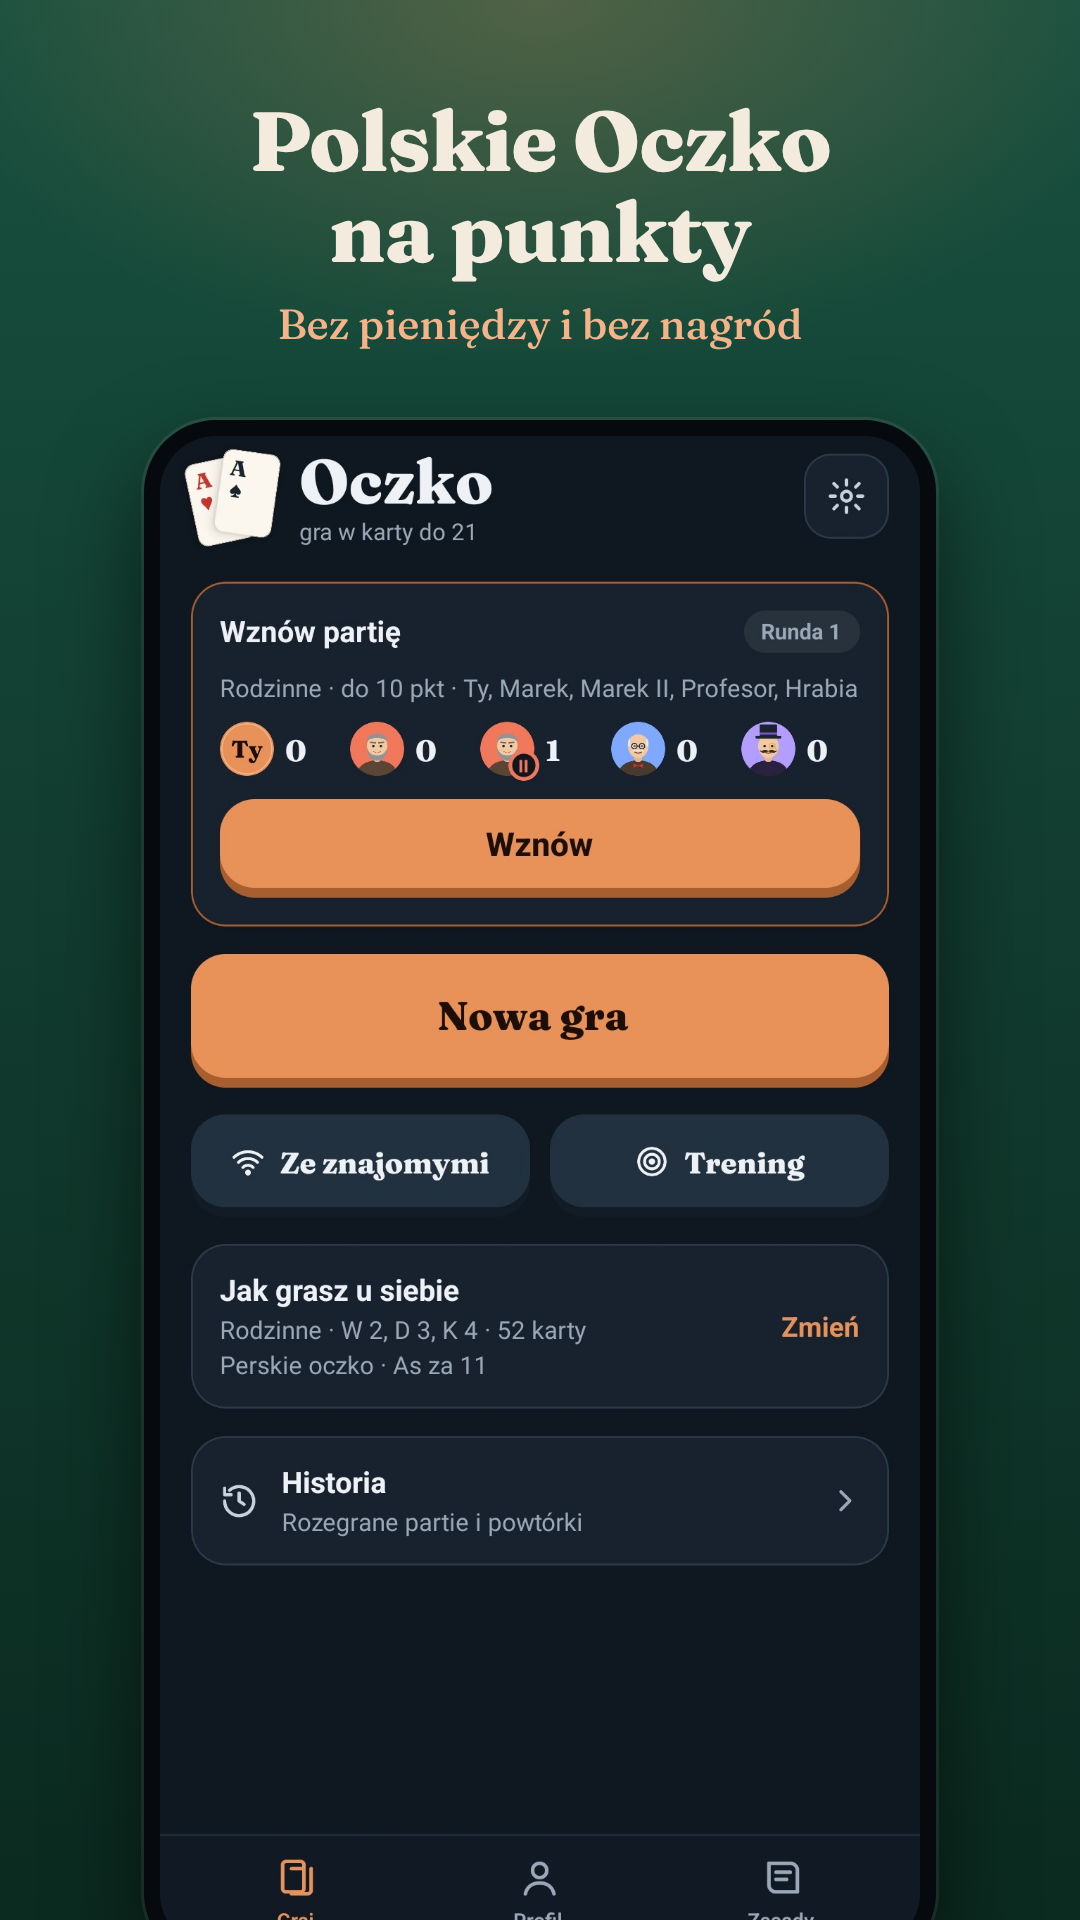 Polskie Oczko
na punkty
Bez pieniędzy i bez nagród
A
A
Oczko
gra w karty do 21
Wznów partię
Runda 1
Rodzinne · do 10 pkt · Ty, Marek, Marek II, Profesor, Hrabia
Ty 0 0 1 0 0
Wznów
Nowa gra
Ze znajomymi
Trening
Jak grasz u siebie
Rodzinne · W 2, D 3, K 4 · 52 karty
Perskie oczko · As za 11
Zmień
Historia
Rozegrane partie i powtórki
Graj Profil Zasady